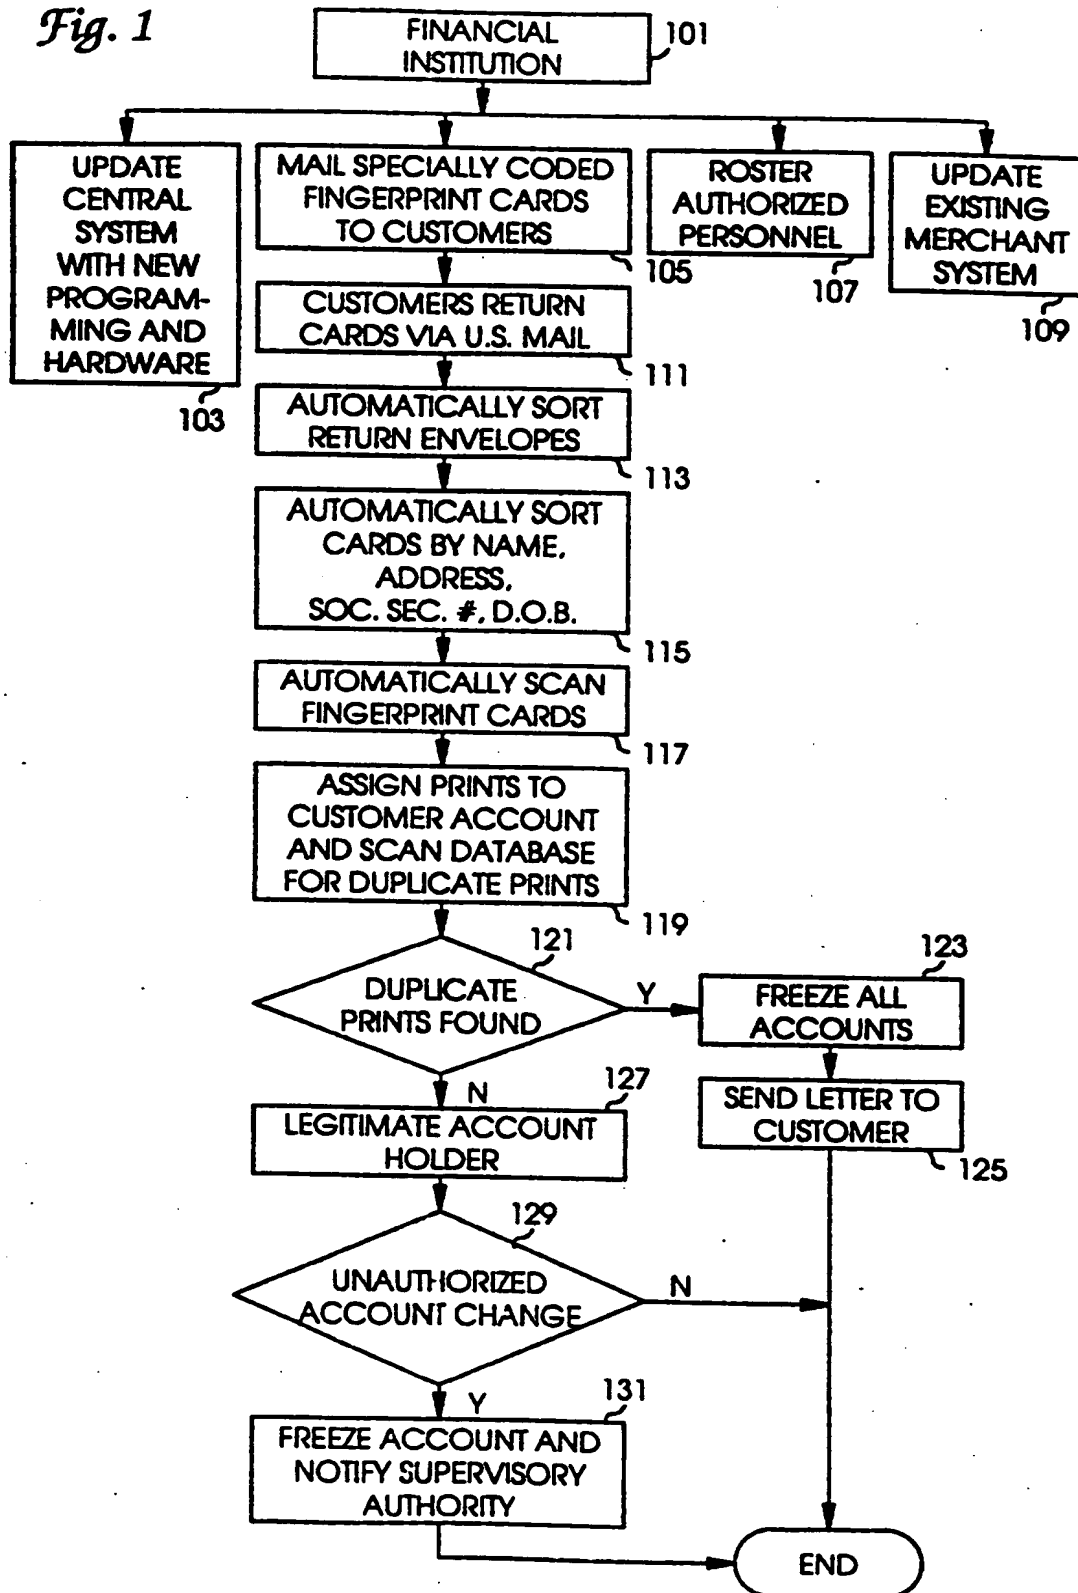 Fig. 1
FINANCIAL
INSTITUTION
101
UPDATE
CENTRAL
SYSTEM
WITH NEW
PROGRAM-
MING AND
HARDWARE
103
MAIL SPECIALLY CODED
FINGERPRINT CARDS
TO CUSTOMERS
105
ROSTER
AUTHORIZED
PERSONNEL
107
UPDATE
EXISTING
MERCHANT
SYSTEM
109
CUSTOMERS RETURN
CARDS VIA U.S. MAIL
111
AUTOMATICALLY SORT
RETURN ENVELOPES
113
AUTOMATICALLY SORT
CARDS BY NAME,
ADDRESS,
SOC. SEC. #, D.O.B.
115
AUTOMATICALLY SCAN
FINGERPRINT CARDS
117
ASSIGN PRINTS TO
CUSTOMER ACCOUNT
AND SCAN DATABASE
FOR DUPLICATE PRINTS
119
121
DUPLICATE
PRINTS FOUND
Y
123
FREEZE ALL
ACCOUNTS
N
127
SEND LETTER TO
CUSTOMER
125
LEGITIMATE ACCOUNT
HOLDER
129
UNAUTHORIZED
ACCOUNT CHANGE
N
Y
131
FREEZE ACCOUNT AND
NOTIFY SUPERVISORY
AUTHORITY
END